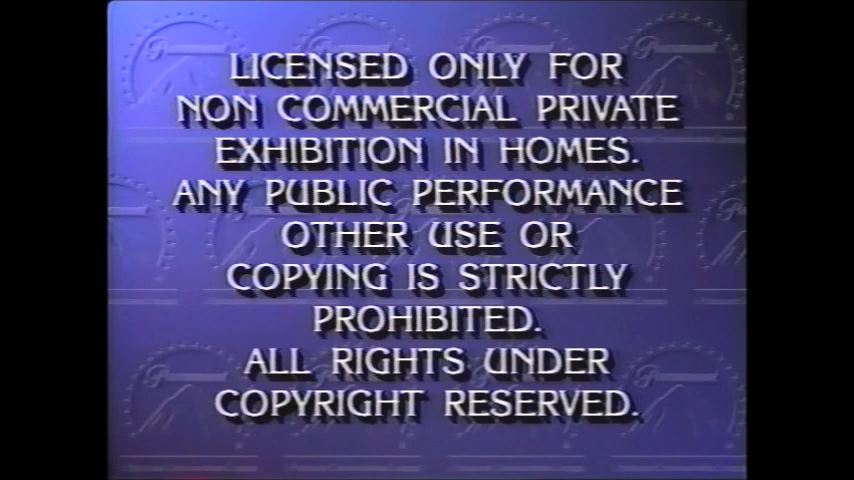 LICENSED ONLY FOR
NON COMMERCIAL PRIVATE
EXHIBITION IN HOMES.
ANY PUBLIC PERFORMANCE
OTHER USE OR
COPYING IS STRICTLY
PROHIBITED.
ALL RIGHTS UNDER
COPYRIGHT RESERVED.